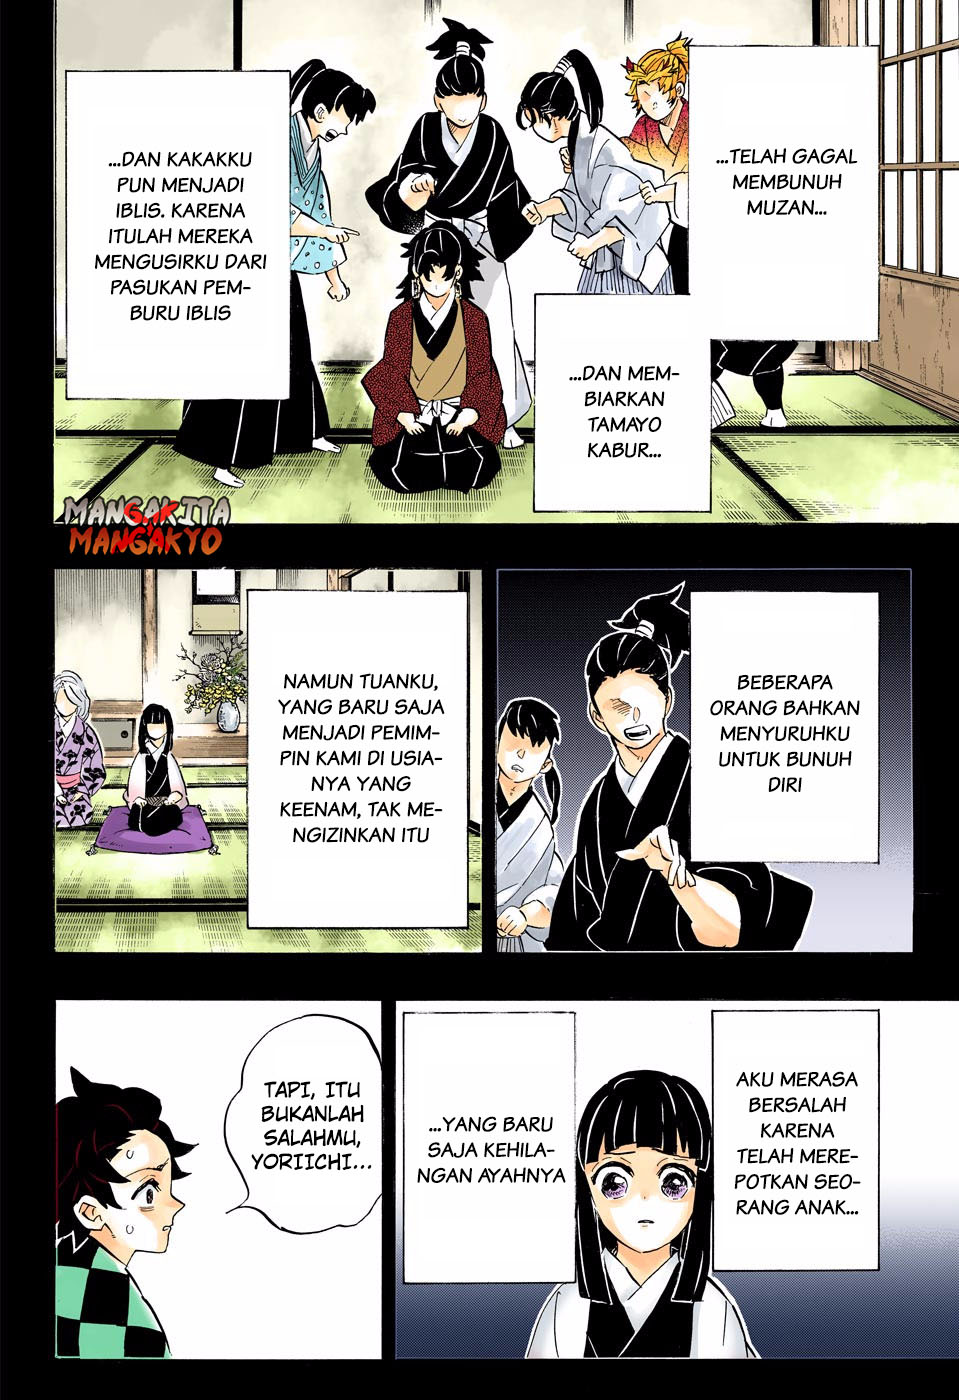 ...TELAH GAGAL
MEMBUNUH
MUZAN...
...DAN MEM-
BIARKAN
TAMAYO
KABUR...
...DAN KAKAKKU
PUN MENJADI
IBLIS. KARENA
ITULAH MEREKA
MENGUSIRKU DARI
PASUKAN PEM-
BURU IBLIS
MANGAKITA
MANGAKYO
BEBERAPA
ORANG BAHKAN
MENYURUHKU
UNTUK BUNUH
DIRI
NAMUN TUANKU,
YANG BARU SAJA
MENJADI PEMIM-
PIN KAMI DI USIA-
NYA YANG
KEENAM, TAK ME-
NGIZINKAN ITU
AKU MERASA
BERSALAH
KARENA
TELAH MERE-
POTKAN SEO-
RANG ANAK...
...YANG BARU
SAJA KEHILA-
NGAN AYAHNYA
TAPI, ITU
BUKANLAH
SALAHMU,
YORIICHI...